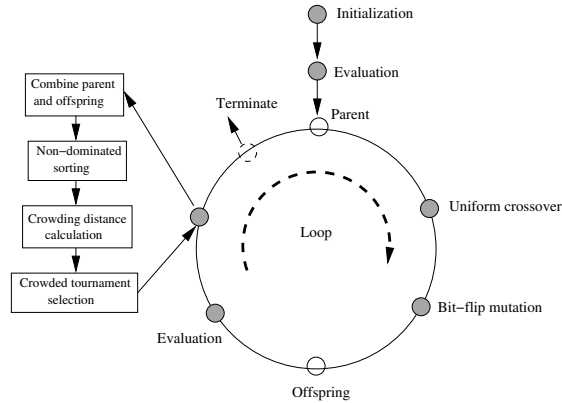 Initialization
Evaluation
Parent
Terminate
Combine parent
and offspring
Non−dominated
sorting
Crowding distance
calculation
Crowded tournament
selection
Uniform crossover
Loop
Bit−flip mutation
Evaluation
Offspring